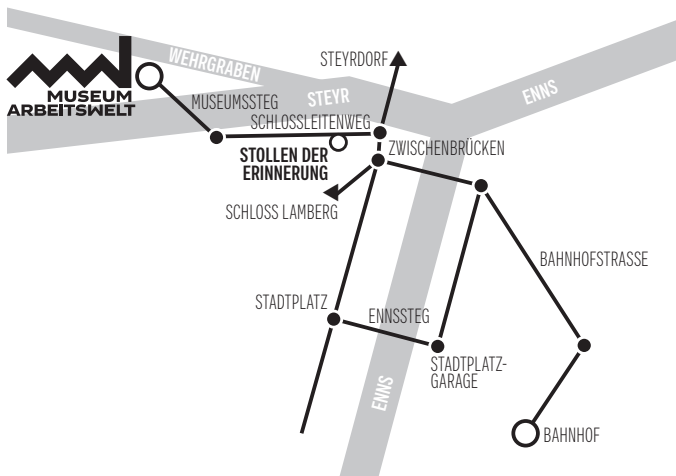 STEYRDORF
WEHRGRABEN
ENNS
MUSEUM
ARBEITSWELT
MUSEUMSSTEG
STEYR
SCHLOSSLEITENWEG
STOLLEN DER
ERINNERUNG
ZWISCHENBRÜCKEN
SCHLOSS LAMBERG
BAHNHOFSTRASSE
STADTPLATZ
ENNSSTEG
STADTPLATZ-
GARAGE
ENNS
BAHNHOF